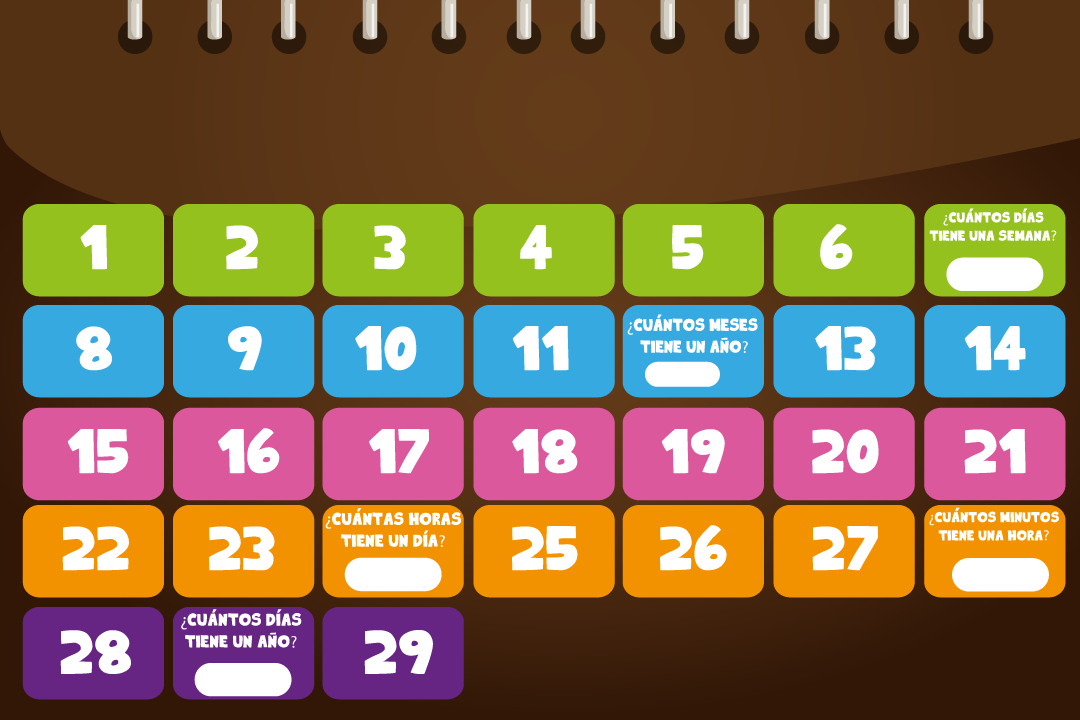 1 2 3 4 5 6 ¿CUÁNTOS DÍAS
TIENE UNA SEMANA?
8 9 10 11 ¿CUÁNTOS MESES
TIENE UN AÑO?
13 14
15 16 17 18 19 20 21
22 23 ¿CUÁNTAS HORAS
TIENE UN DÍA?
25 26 27 ¿CUÁNTOS MINUTOS
TIENE UNA HORA?
28 ¿CUÁNTOS DÍAS
TIENE UN AÑO?
29